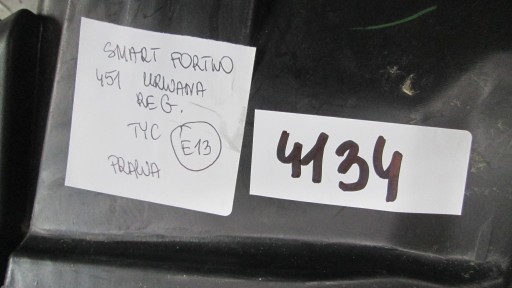 SMART FORTWO
451 URWANA
REG.
TYC E13
PRAWA
4134